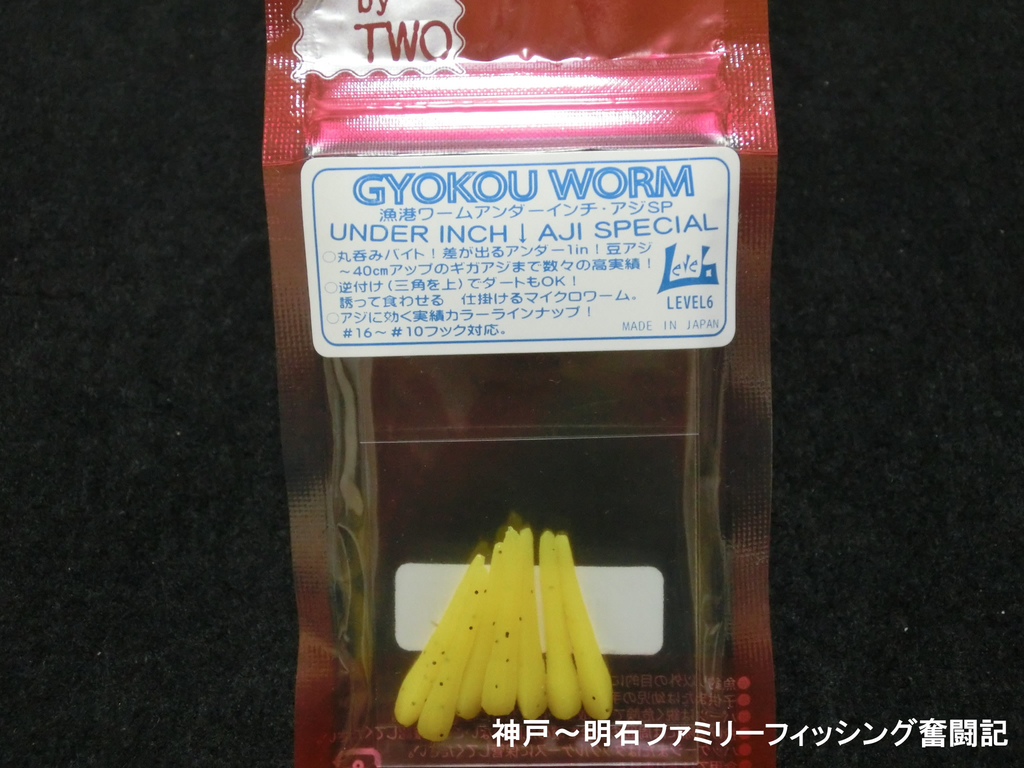 by
TWO
GYOKOU WORM
漁港ワームアンダーインチ・アジSP
UNDER INCH↓AJI SPECIAL
○丸呑みバイト！差が出るアンダー1in！豆アジ
～40㎝アップのギガアジまで数々の高実績！
○逆付け(三角を上)でダートもOK！
誘って食わせる 仕掛けるマイクロワーム。
○アジに効く実績カラーラインナップ！
#16～#10フック対応。
Level6
LEVEL6
MADE IN JAPAN
神戸～明石ファミリーフィッシング奮闘記